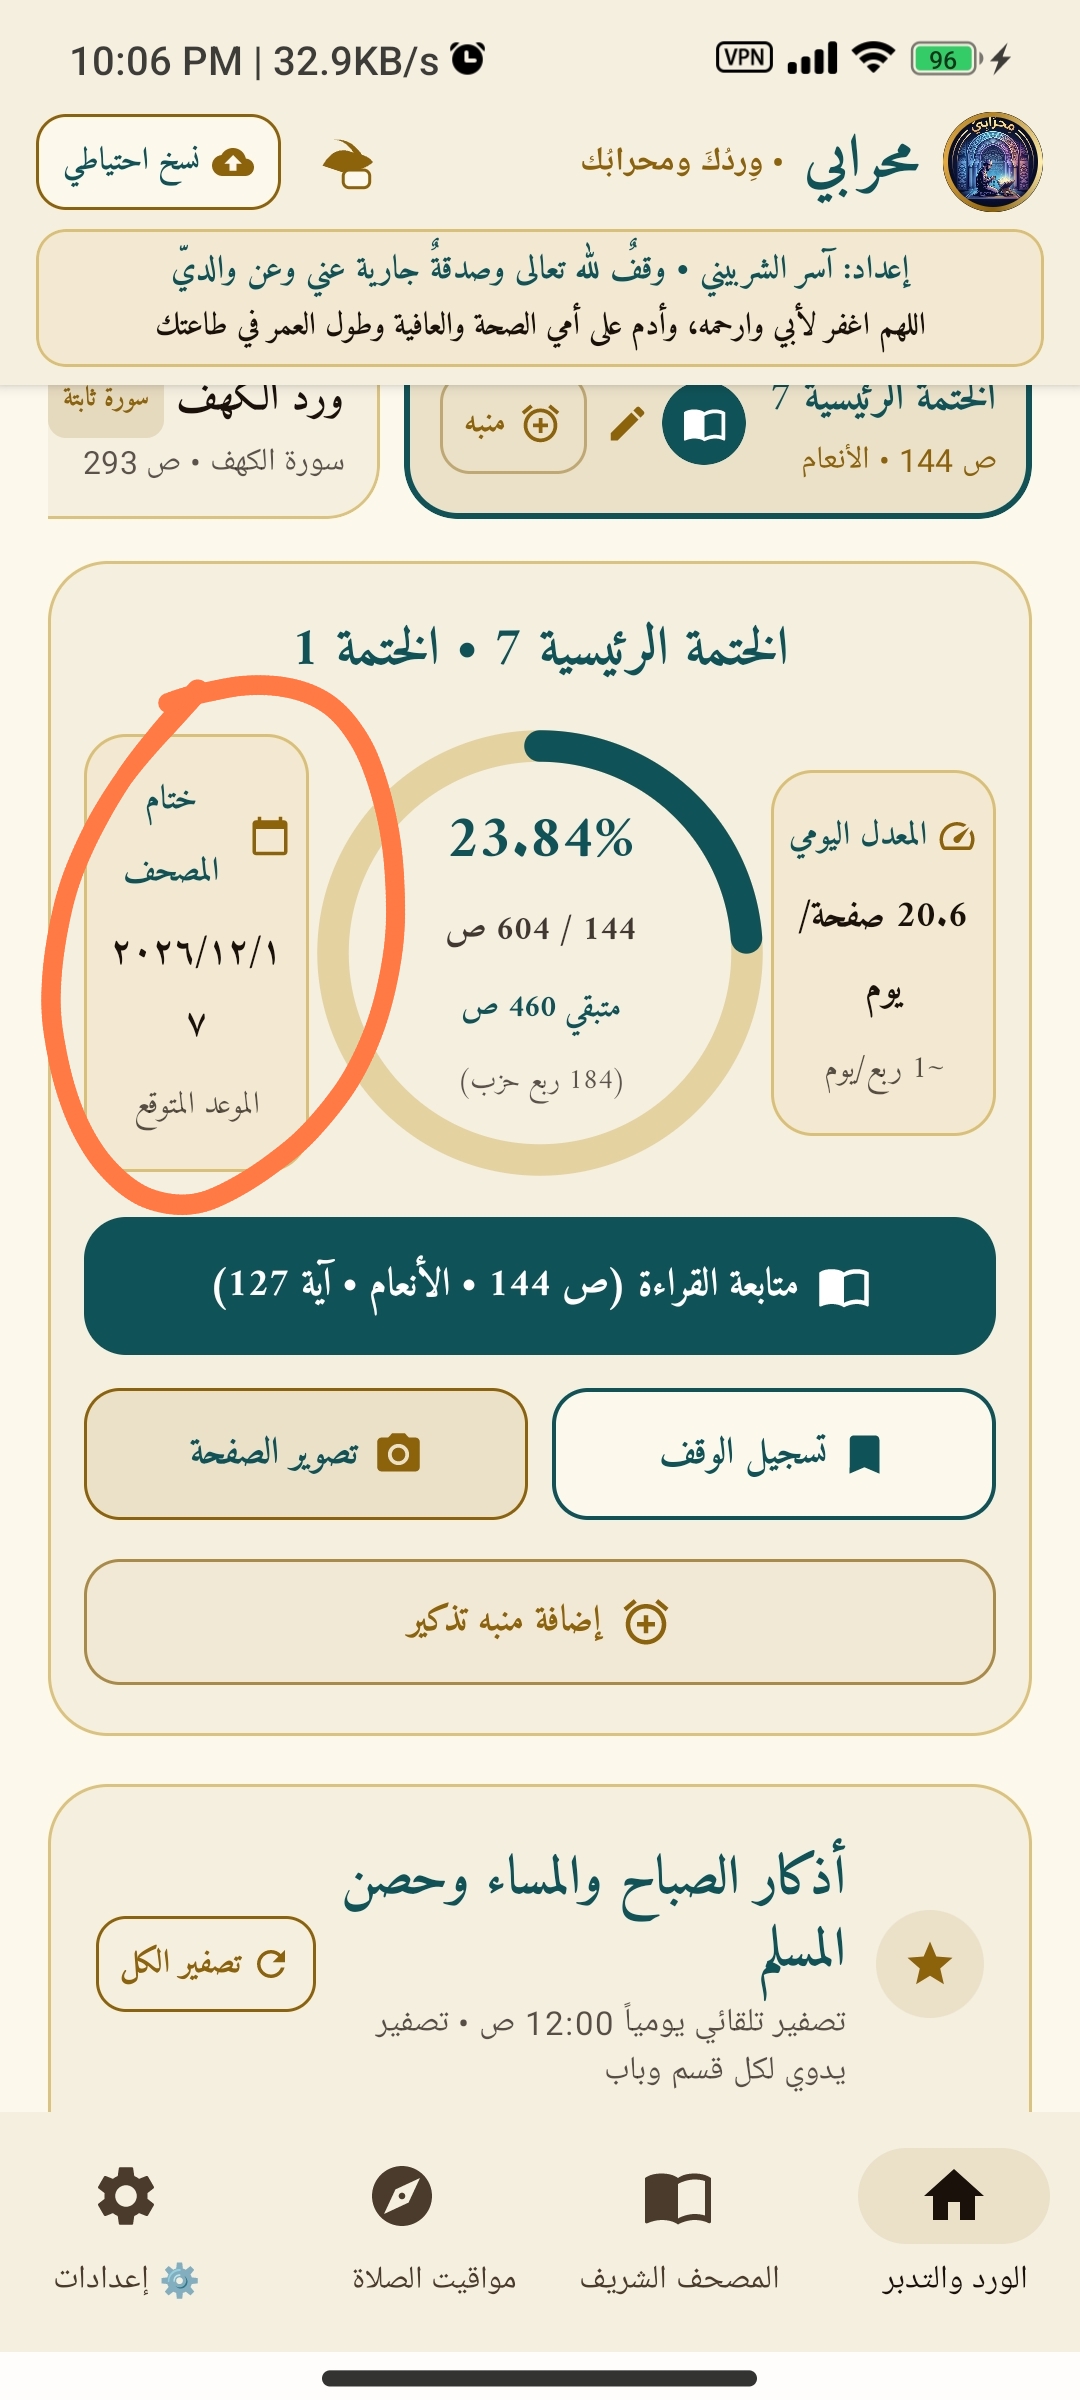 10:06 PM | 32.9KB/s VPN 96
محرابي • وِردُكَ ومحرابُك
نسخ احتياطي
إعداد: آسر الشربيني • وقفٌ لله تعالى وصدقةٌ جارية عني وعن والديّ
اللهم اغفر لأبي وارحمه، وأدم على أمي الصحة والعافية وطول العمر في طاعتك
الختمة الرئيسية 7
ص 144 • الأنعام
منبه
ورد الكهف
سورة ثابتة
سورة الكهف • ص 293
الختمة الرئيسية 7 • الختمة 1
المعدل اليومي
20.6 صفحة/
يوم
~1 ربع/يوم
23.84%
144 / 604 ص
متبقي 460 ص
(184 ربع حزب)
ختام
المصحف
٢٠٢٦/١٢/١
٧
الموعد المتوقع
متابعة القراءة (ص 144 • الأنعام • آية 127)
تسجيل الوقف
تصوير الصفحة
إضافة منبه تذكير
أذكار الصباح والمساء وحصن
المسلم
تصفير تلقائي يومياً 12:00 ص • تصفير
يدوي لكل قسم وباب
تصفير الكل
الورد والتدبر
المصحف الشريف
مواقيت الصلاة
⚙️ إعدادات